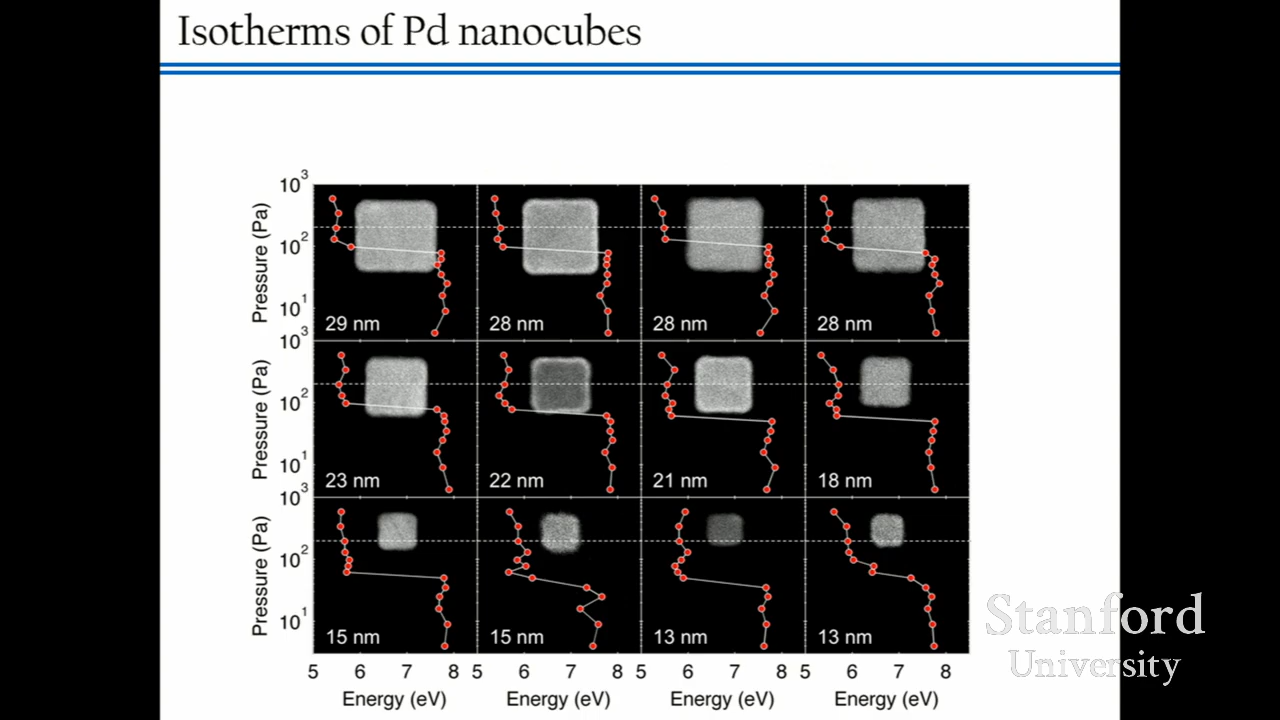 Isotherms of Pd nanocubes
10³
Pressure (Pa)
10²
10¹
29 nm
28 nm
28 nm
28 nm
10³
Pressure (Pa)
10²
10¹
23 nm
22 nm
21 nm
18 nm
10³
Pressure (Pa)
10²
10¹
15 nm
15 nm
13 nm
13 nm
5 6 7 8 5 6 7 8 5 6 7 8 5 6 7 8
Energy (eV) Energy (eV) Energy (eV) Energy (eV)
Stanford
University